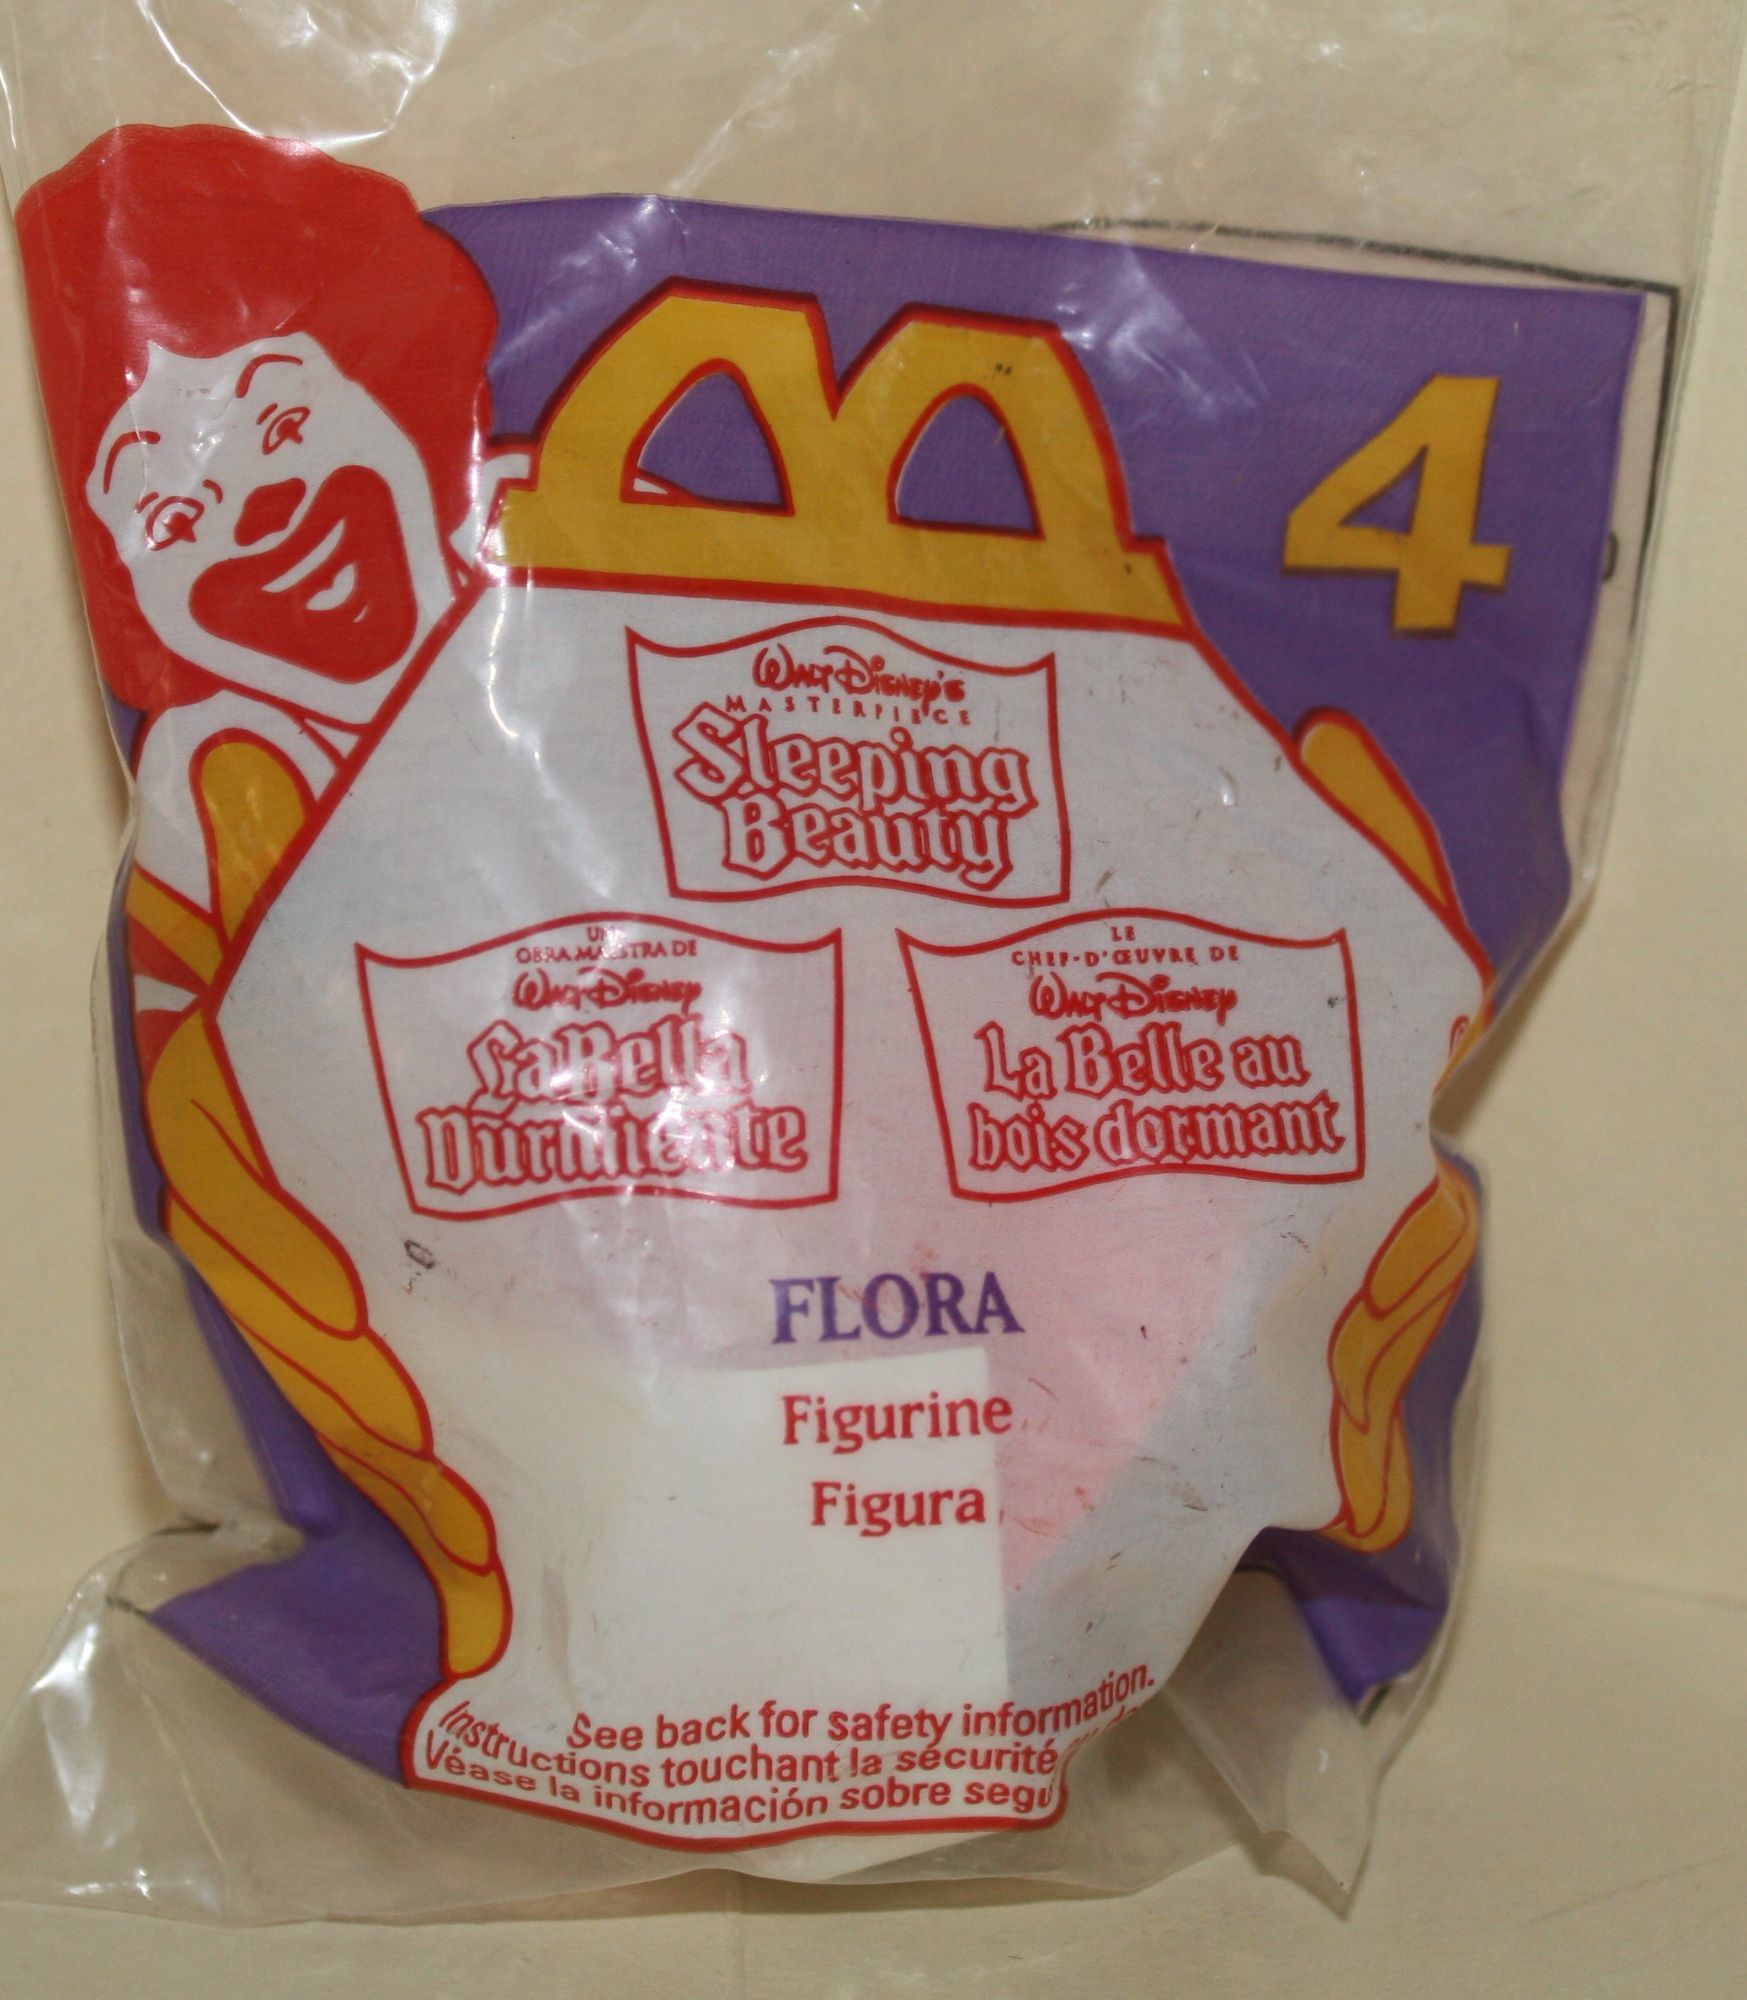 4
WALT DISNEY'S
MASTERPIECE
Sleeping
Beauty
UNA
OBRA MAESTRA DE
WALT DISNEY
La Bella
Durmiente
LE
CHEF-D'ŒUVRE DE
WALT DISNEY
La Belle au
bois dormant
FLORA
Figurine
Figura
See back for safety information.
Instructions touchant la sécurité
Véase la información sobre segu